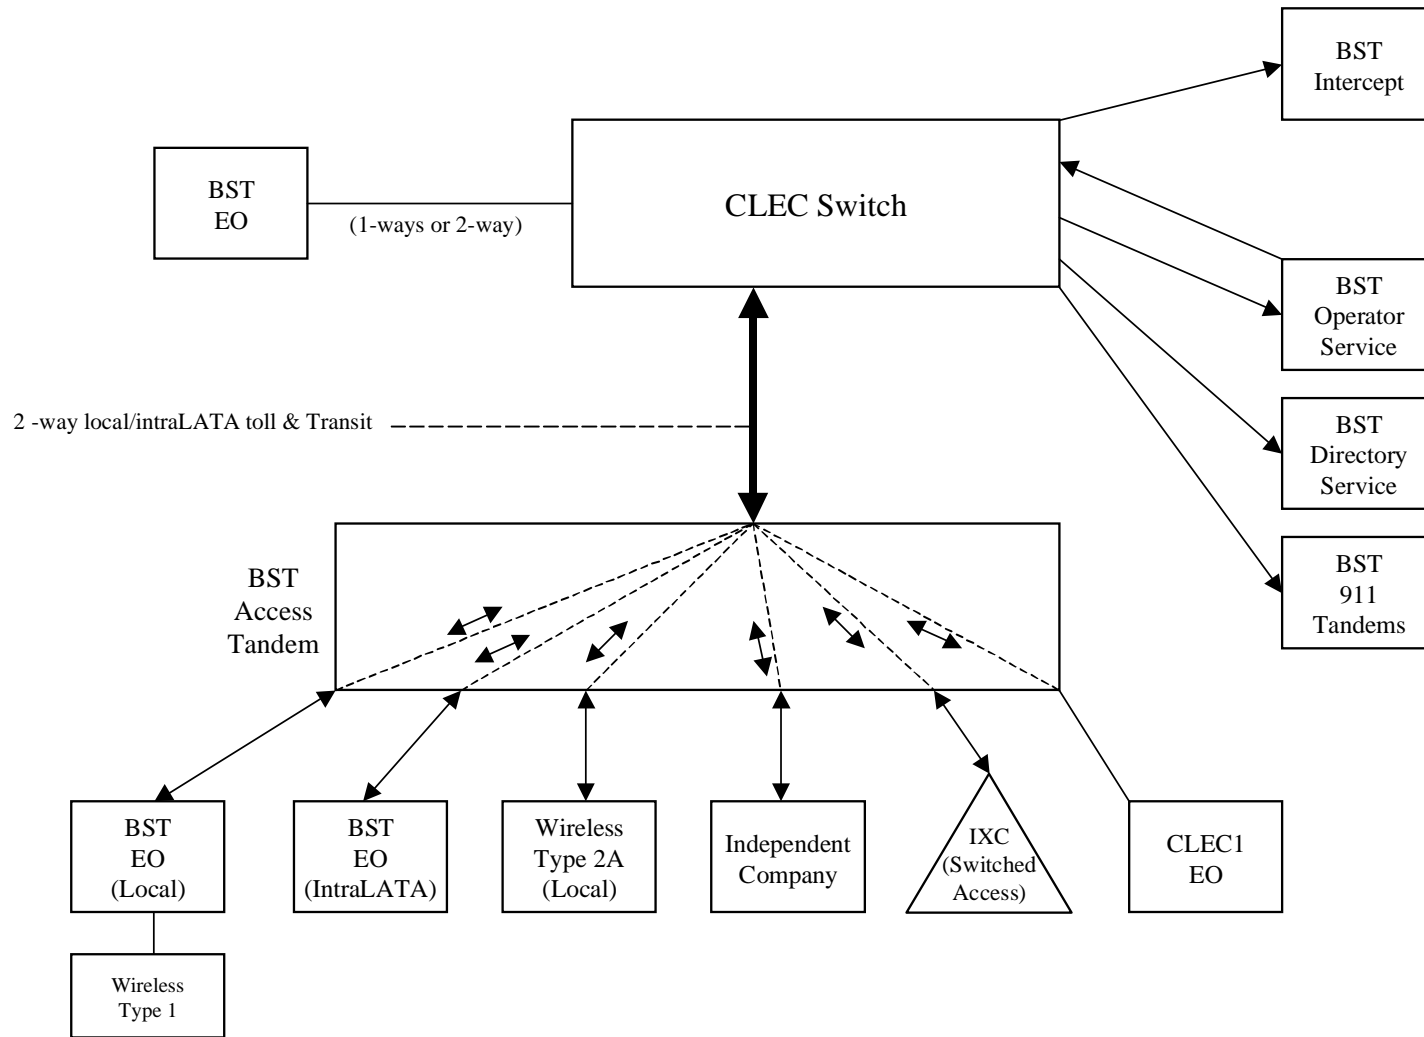 BST
Intercept
BST
EO
(1-ways or 2-way)
CLEC Switch
BST
Operator
Service
BST
Directory
Service
2 -way local/intraLATA toll & Transit
BST
911
Tandems
BST
Access
Tandem
BST
EO
(Local)
BST
EO
(IntraLATA)
Wireless
Type 2A
(Local)
Independent
Company
IXC
(Switched
Access)
CLEC1
EO
Wireless
Type 1